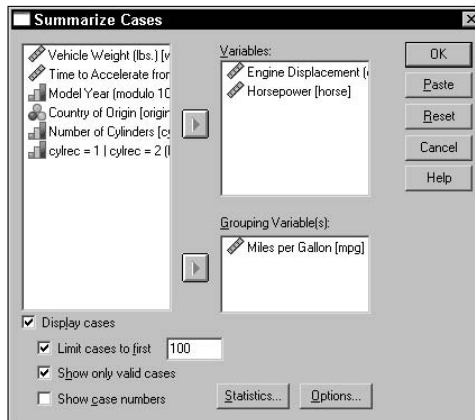 Summarize Cases
Vehicle Weight (lbs.) [w
Time to Accelerate from
Model Year (modulo 10
Country of Origin [origin
Number of Cylinders [cy
cylrec = 1 | cylrec = 2 (
Variables:
Engine Displacement (
Horsepower [horse]
Grouping Variable(s):
Miles per Gallon [mpg]
OK
Paste
Reset
Cancel
Help
Display cases
Limit cases to first 100
Show only valid cases
Show case numbers
Statistics...
Options...